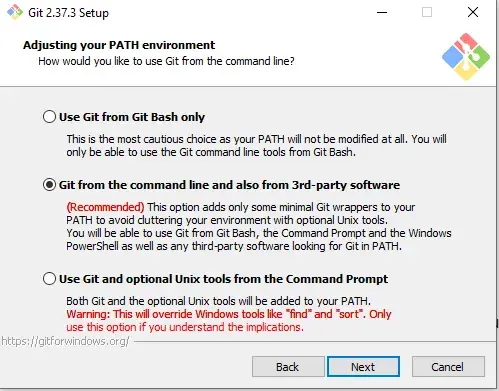 Git 2.37.3 Setup
Adjusting your PATH environment
How would you like to use Git from the command line?
Use Git from Git Bash only
This is the most cautious choice as your PATH will not be modified at all. You will
only be able to use the Git command line tools from Git Bash.
Git from the command line and also from 3rd-party software
(Recommended) This option adds only some minimal Git wrappers to your
PATH to avoid cluttering your environment with optional Unix tools.
You will be able to use Git from Git Bash, the Command Prompt and the Windows
PowerShell as well as any third-party software looking for Git in PATH.
Use Git and optional Unix tools from the Command Prompt
Both Git and the optional Unix tools will be added to your PATH.
Warning: This will override Windows tools like "find" and "sort". Only
use this option if you understand the implications.
https://gitforwindows.org/
Back Next Cancel